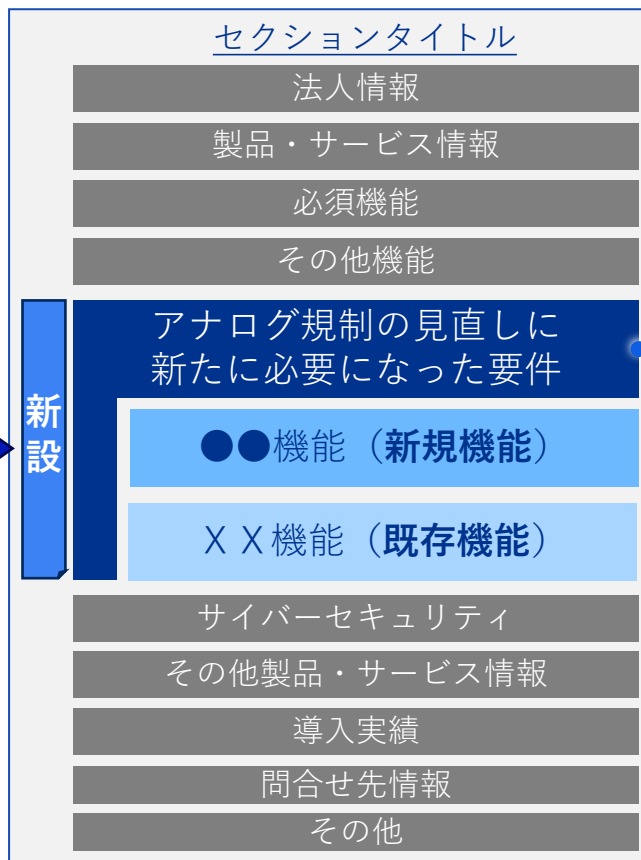 セクションタイトル
法人情報
製品・サービス情報
必須機能
その他機能
新設
アナログ規制の見直しに
新たに必要になった要件
●●機能（新規機能）
ＸＸ機能（既存機能）
サイバーセキュリティ
その他製品・サービス情報
導入実績
問合せ先情報
その他